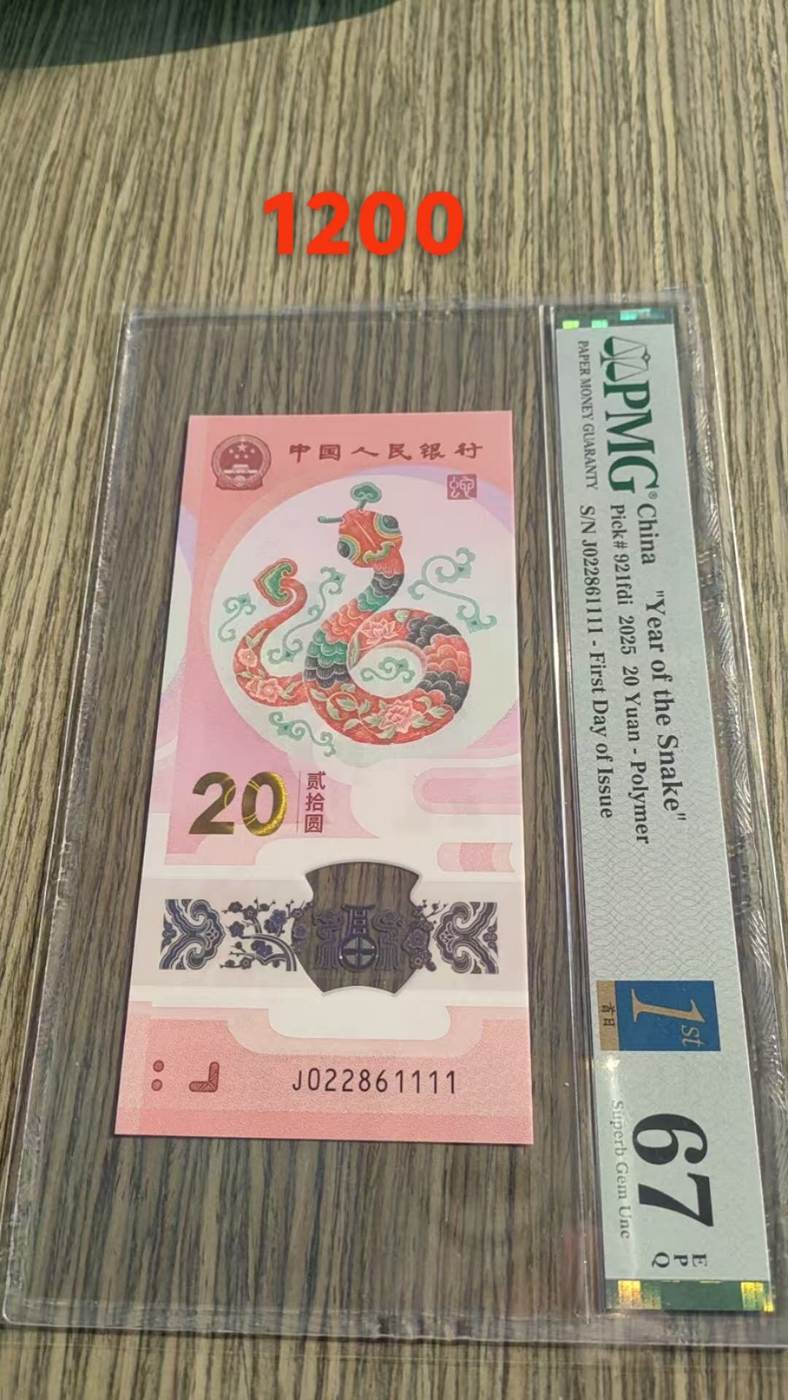 1200
中国人民银行
20
贰拾圆
J022861111
PMG®
PAPER MONEY GUARANTY
China "Year of the Snake"
Pick# 921fdi 2025 20 Yuan - Polymer
S/N J022861111 - First Day of Issue
1st
首日
67 EPQ
Superb Gem Unc